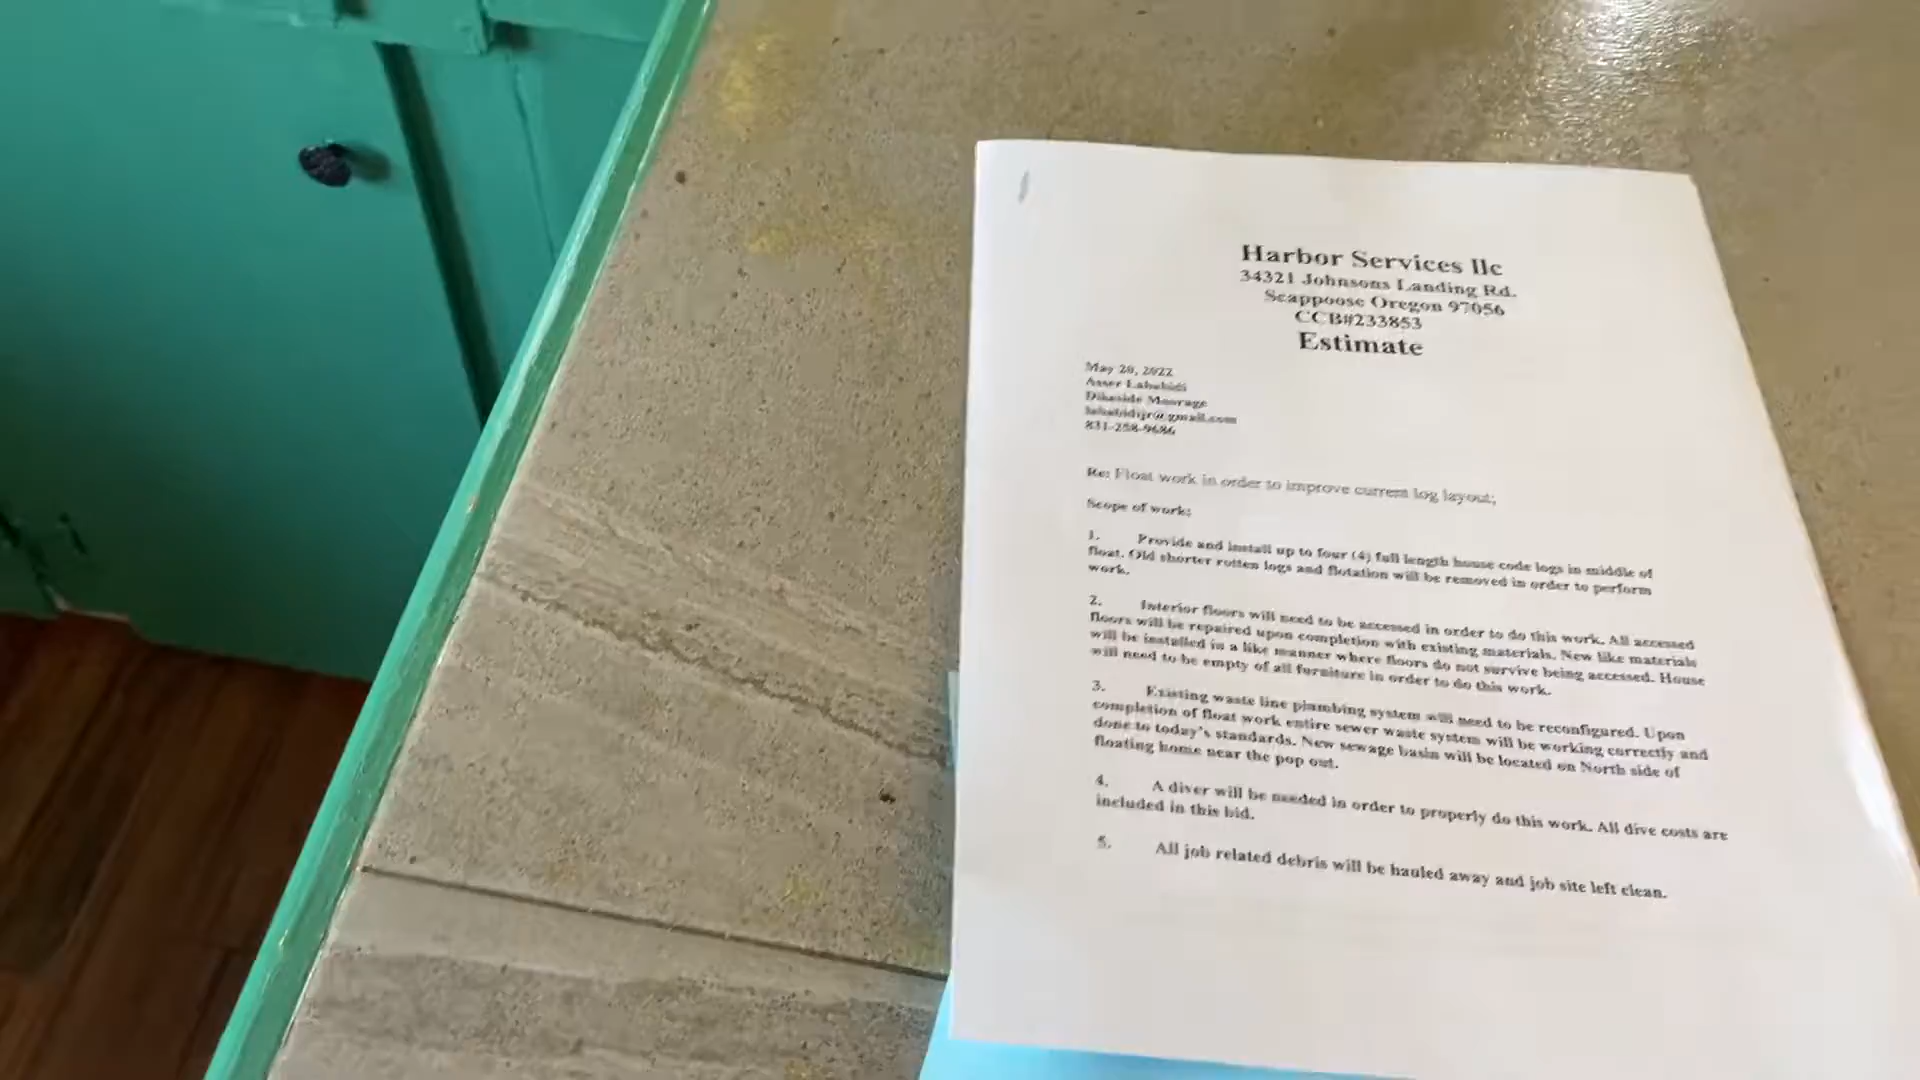 Harbor Services llc
34321 Johnsons Landing Rd.
Scappoose Oregon 97056
CCB#233853
Estimate
May 20, 2022
Asser Lababidi
Dikeside Moorage
lababidijr@gmail.com
831-258-9686
Re: Float work in order to improve current log layout;
Scope of work:
1. Provide and install up to four (4) full length house code logs in middle of
float. Old shorter rotten logs and flotation will be removed in order to perform
work.
2. Interior floors will need to be accessed in order to do this work. All accessed
floors will be repaired upon completion with existing materials. New like materials
will be installed in a like manner where floors do not survive being accessed. House
will need to be empty of all furniture in order to do this work.
3. Existing waste line plumbing system will need to be reconfigured. Upon
completion of float work entire sewer waste system will be working correctly and
done to today's standards. New sewage basin will be located on North side of
floating home near the pop out.
4. A diver will be needed in order to properly do this work. All dive costs are
included in this bid.
5. All job related debris will be hauled away and job site left clean.